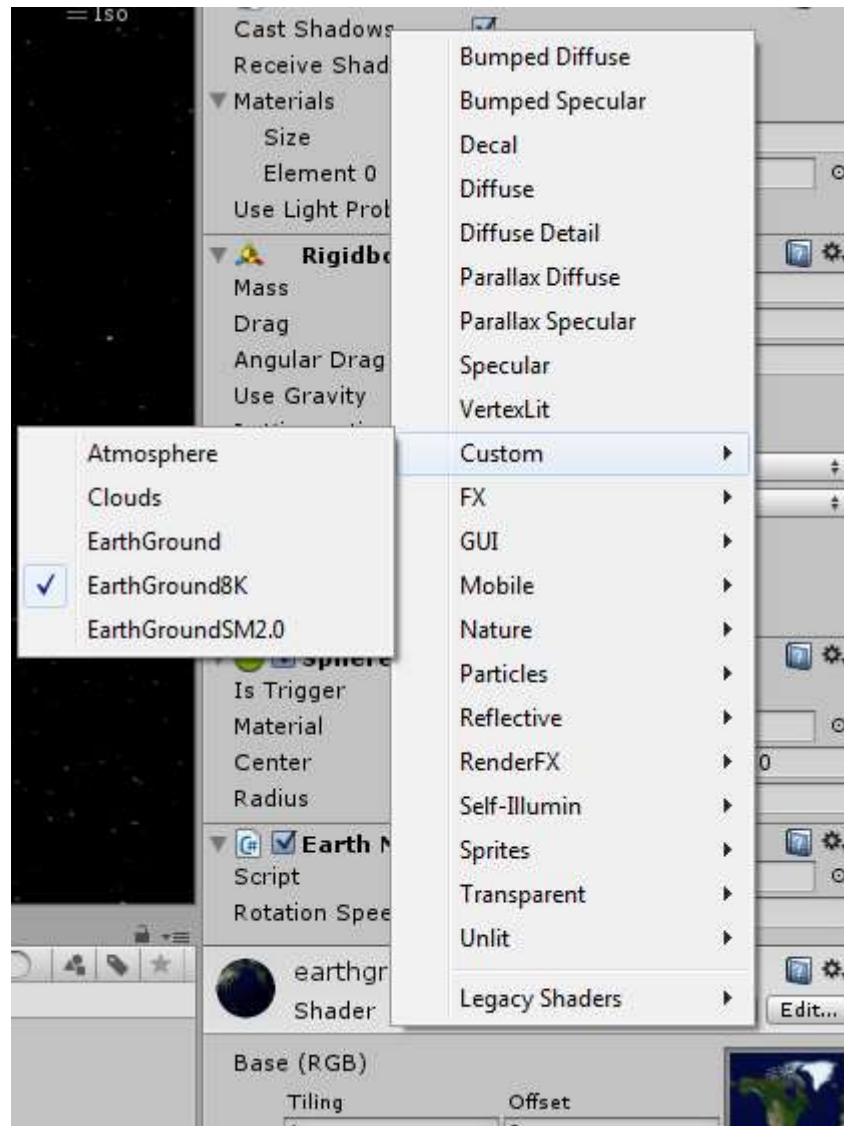 Iso
Cast Shadows
Receive Shad
Materials
Size
Element 0
Use Light Prob
Rigidbo
Mass
Drag
Angular Drag
Use Gravity
Bumped Diffuse
Bumped Specular
Decal
Diffuse
Diffuse Detail
Parallax Diffuse
Parallax Specular
Specular
VertexLit
Custom
FX
GUI
Mobile
Nature
Particles
Reflective
RenderFX
Self-Illumin
Sprites
Transparent
Unlit
Legacy Shaders
Atmosphere
Clouds
EarthGround
EarthGround8K
EarthGroundSM2.0
Sphere
Is Trigger
Material
Center
0
Radius
C#
Earth M
Script
Rotation Spee
earthgr
Shader
Edit...
Base (RGB)
Tiling Offset